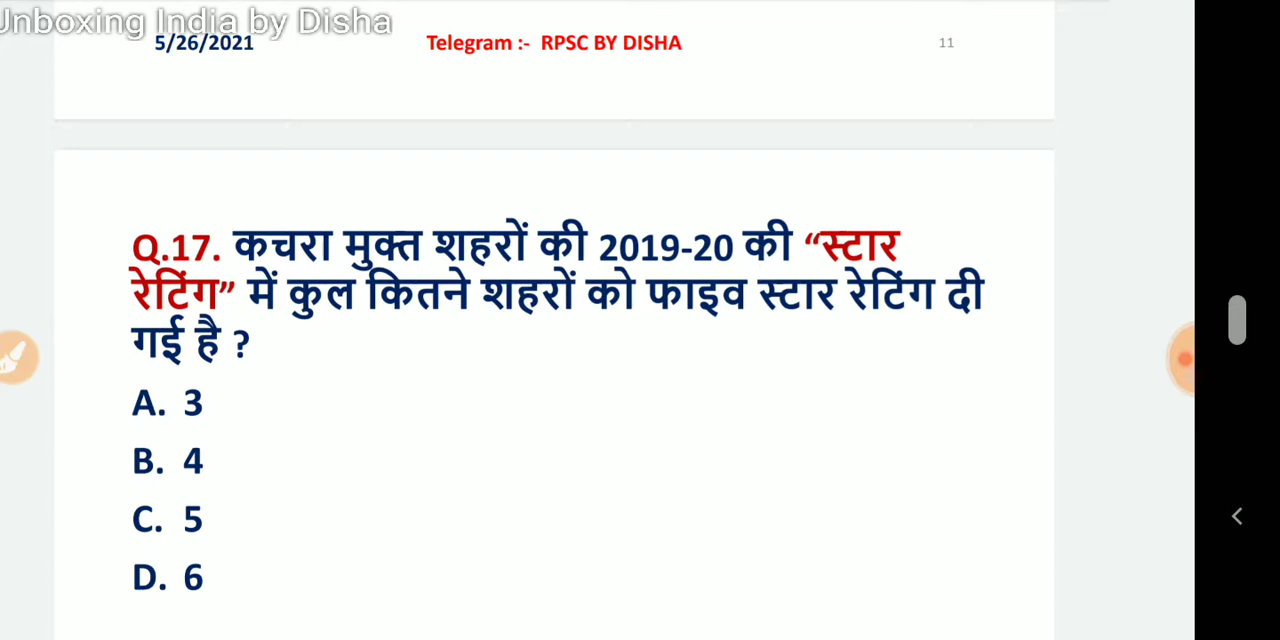 Unboxing India by Disha
5/26/2021 Telegram :- RPSC BY DISHA 11
Q.17. कचरा मुक्त शहरों की 2019-20 की “स्टार
रेटिंग” में कुल कितने शहरों को फाइव स्टार रेटिंग दी
गई है ?
A. 3
B. 4
C. 5
D. 6